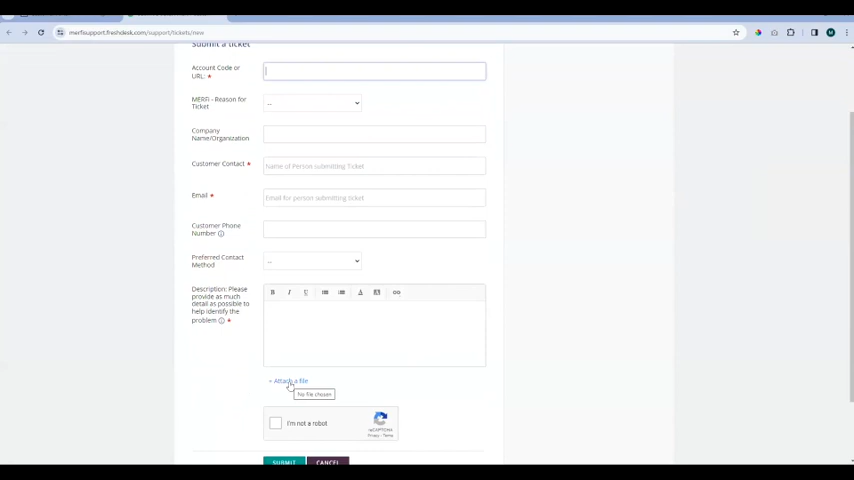 merfisupport.freshdesk.com/support/tickets/new
M
Submit a ticket
Account Code or
URL: *
MERFI - Reason for
Ticket
--
Company
Name/Organization
Customer Contact *
Name of Person submitting Ticket
Email *
Email for person submitting ticket
Customer Phone
Number
Preferred Contact
Method
--
Description: Please
provide as much
detail as possible to
help identify the
problem *
B I U A
+ Attach a file
No file chosen
I'm not a robot
reCAPTCHA
Privacy - Terms
SUBMIT CANCEL